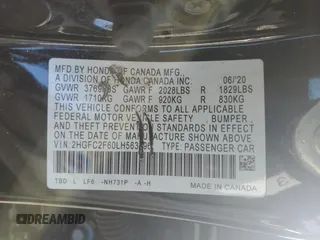 MFD.BY HONDA OF CANADA MFG.
A DIVISION OF HONDA CANADA INC. 06/20
GVWR GAWR F 2028LBS R 1829LBS
GVWR 1710KG GAWR F 920KG R 830KG
THIS VEHICLE CONFORMS TO ALL APPLICABLE
FEDERAL MOTOR VEHICLE SAFETY, BUMPER,
AND THEFT PREVENTION STANDARDS IN
EFFECT ON THE DATE OF MANUFACTURE SHOWN
ABOVE.
V I N: TYPE: PASSENGER CAR
NH731P -A -H
MADE IN CANADA
DREAMBID